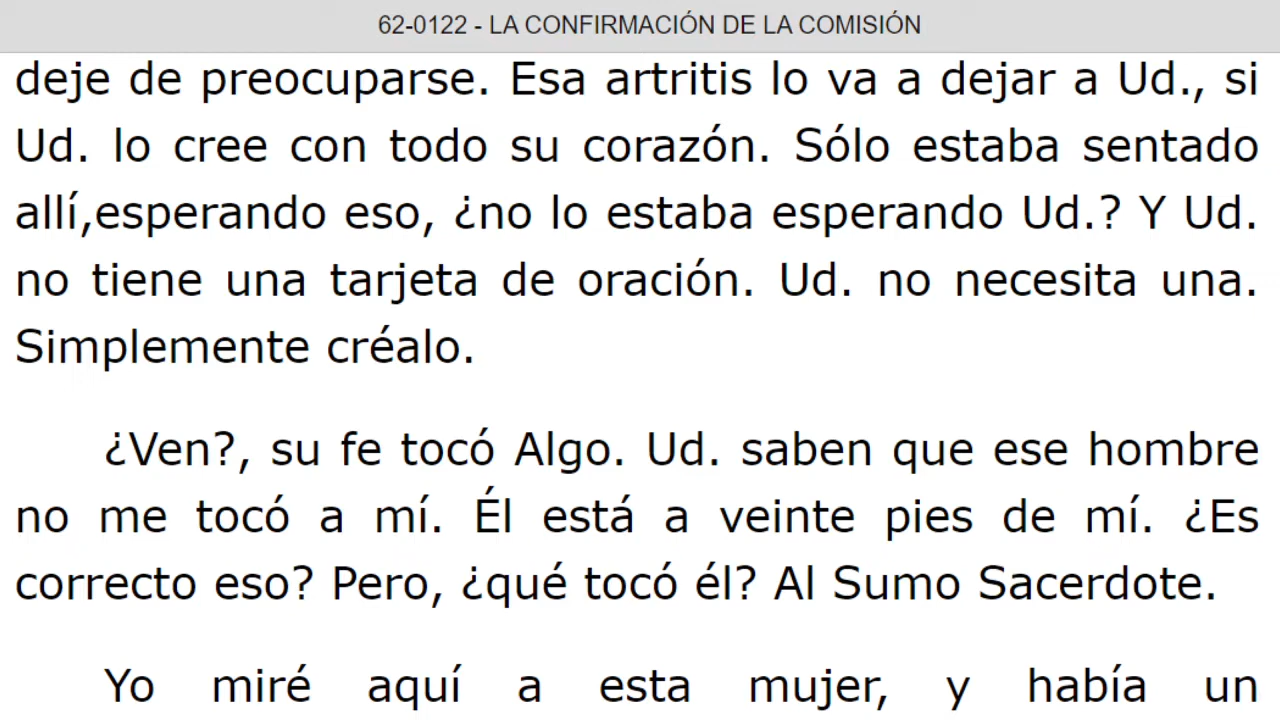 62-0122 - LA CONFIRMACIÓN DE LA COMISIÓN
deje de preocuparse. Esa artritis lo va a dejar a Ud., si
Ud. lo cree con todo su corazón. Sólo estaba sentado
allí,esperando eso, ¿no lo estaba esperando Ud.? Y Ud.
no tiene una tarjeta de oración. Ud. no necesita una.
Simplemente créalo.
¿Ven?, su fe tocó Algo. Ud. saben que ese hombre
no me tocó a mí. Él está a veinte pies de mí. ¿Es
correcto eso? Pero, ¿qué tocó él? Al Sumo Sacerdote.
Yo miré aquí a esta mujer, y había un